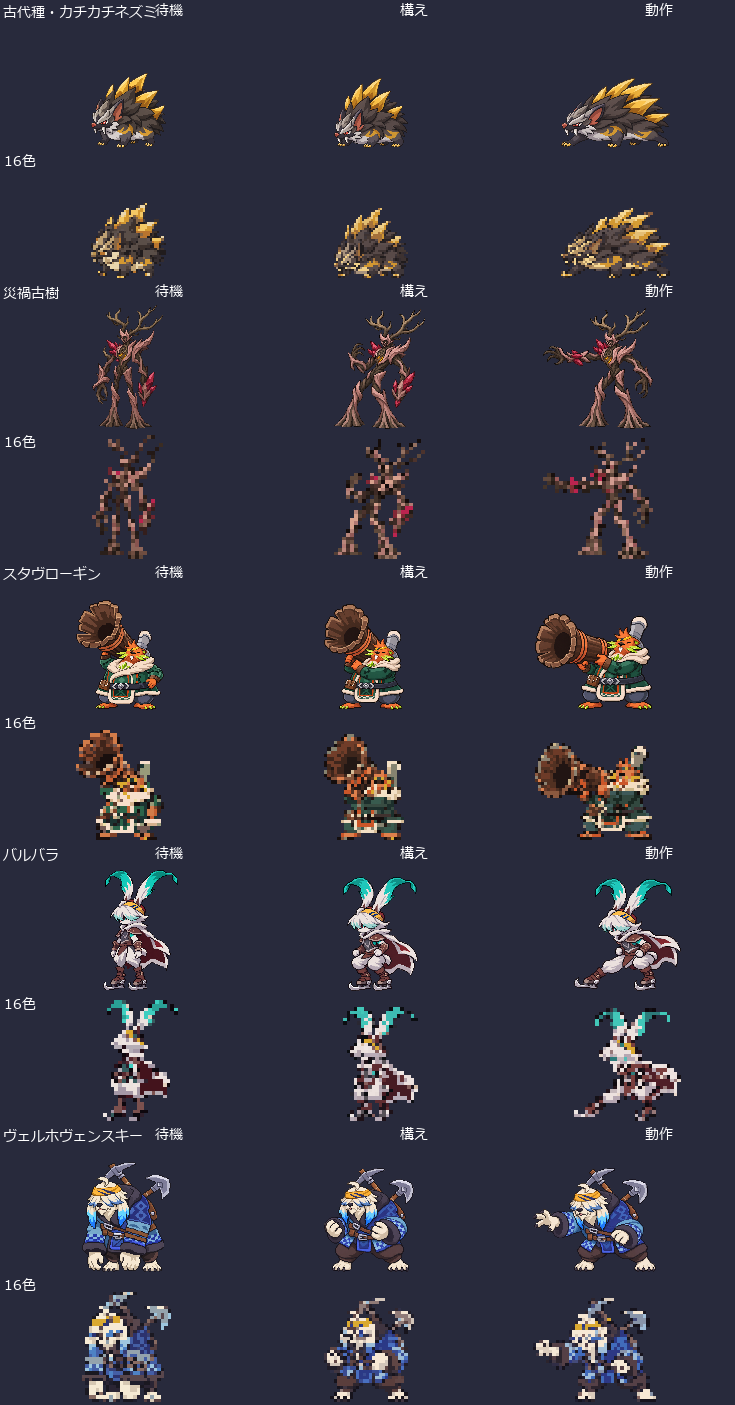 古代種・カチカチネズミ 待機 構え 動作
16色
災禍古樹 待機 構え 動作
16色
スタヴローギン 待機 構え 動作
16色
バルバラ 待機 構え 動作
16色
ヴェルホヴェンスキー 待機 構え 動作
16色